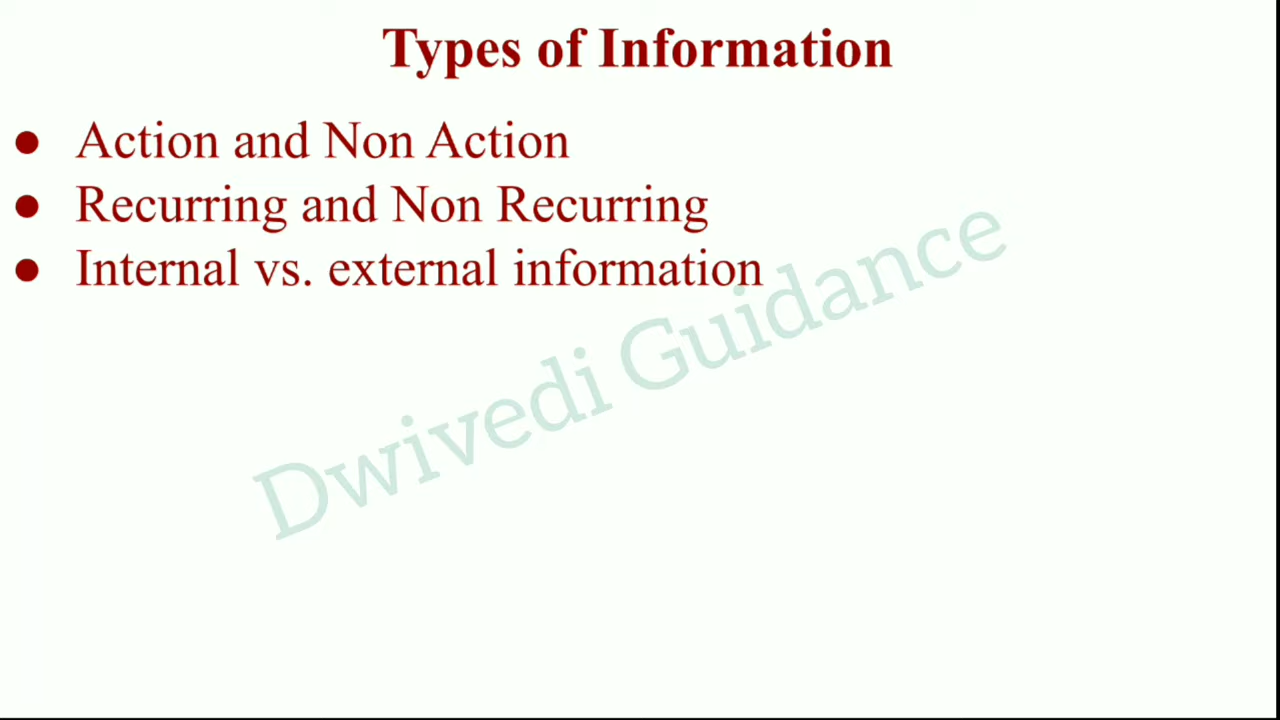 Types of Information
● Action and Non Action
● Recurring and Non Recurring
● Internal vs. external information
Dwivedi Guidance